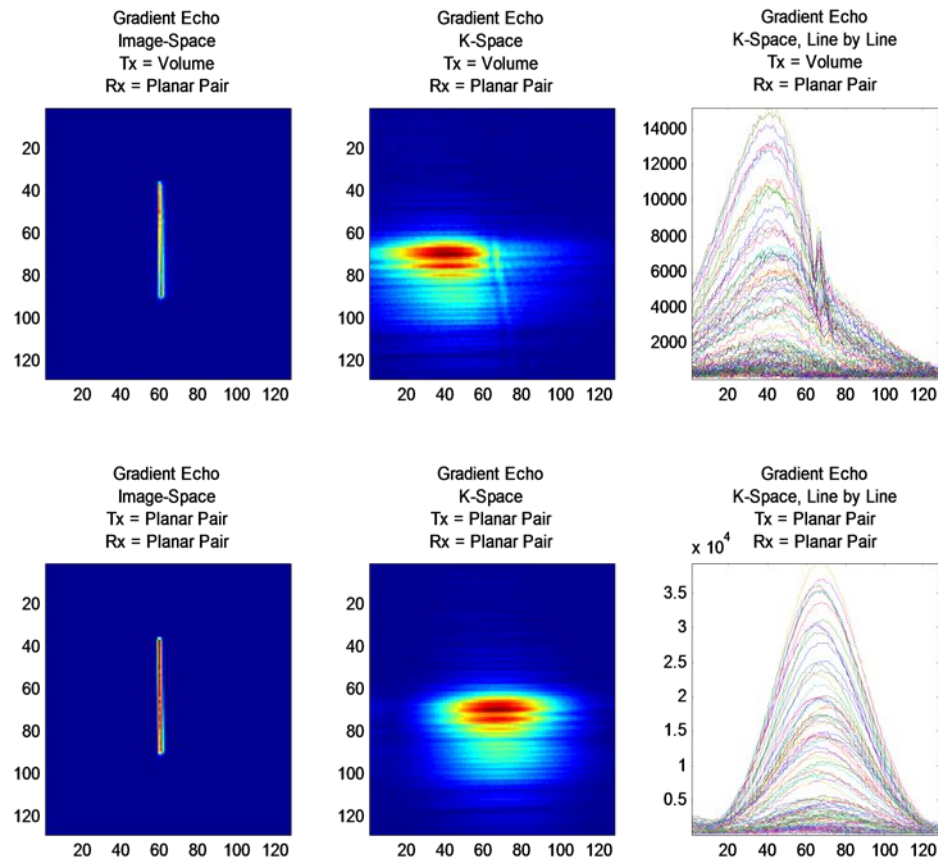 Gradient Echo
Image-Space
Tx = Volume
Rx = Planar Pair
20
40
60
80
100
120
20 40 60 80 100 120
Gradient Echo
K-Space
Tx = Volume
Rx = Planar Pair
20
40
60
80
100
120
20 40 60 80 100 120
Gradient Echo
K-Space, Line by Line
Tx = Volume
Rx = Planar Pair
14000
12000
10000
8000
6000
4000
2000
20 40 60 80 100 120
Gradient Echo
Image-Space
Tx = Planar Pair
Rx = Planar Pair
20
40
60
80
100
120
20 40 60 80 100 120
Gradient Echo
K-Space
Tx = Planar Pair
Rx = Planar Pair
20
40
60
80
100
120
20 40 60 80 100 120
Gradient Echo
K-Space, Line by Line
Tx = Planar Pair
Rx = Planar Pair
x 10^4
3.5
3
2.5
2
1.5
1
0.5
20 40 60 80 100 120